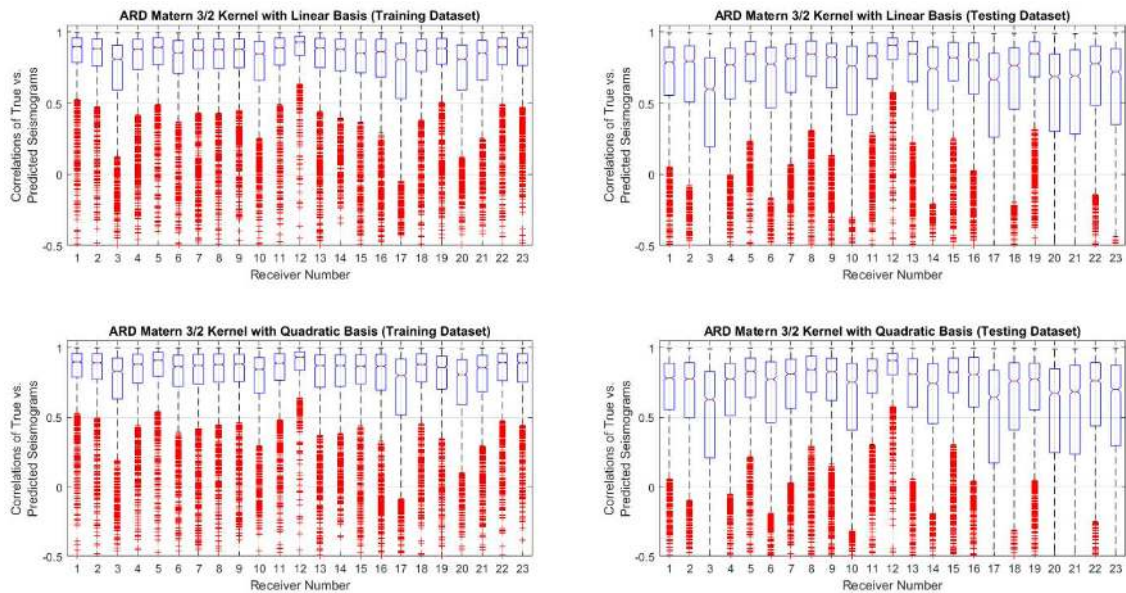 ARD Matern 3/2 Kernel with Linear Basis (Training Dataset)
Correlations of True vs.
Predicted Seismograms
1
0.5
0
-0.5
1 2 3 4 5 6 7 8 9 10 11 12 13 14 15 16 17 18 19 20 21 22 23
Receiver Number
ARD Matern 3/2 Kernel with Linear Basis (Testing Dataset)
Correlations of True vs.
Predicted Seismograms
1
0.5
0
-0.5
1 2 3 4 5 6 7 8 9 10 11 12 13 14 15 16 17 18 19 20 21 22 23
Receiver Number
ARD Matern 3/2 Kernel with Quadratic Basis (Training Dataset)
Correlations of True vs.
Predicted Seismograms
1
0.5
0
-0.5
1 2 3 4 5 6 7 8 9 10 11 12 13 14 15 16 17 18 19 20 21 22 23
Receiver Number
ARD Matern 3/2 Kernel with Quadratic Basis (Testing Dataset)
Correlations of True vs.
Predicted Seismograms
1
0.5
0
-0.5
1 2 3 4 5 6 7 8 9 10 11 12 13 14 15 16 17 18 19 20 21 22 23
Receiver Number